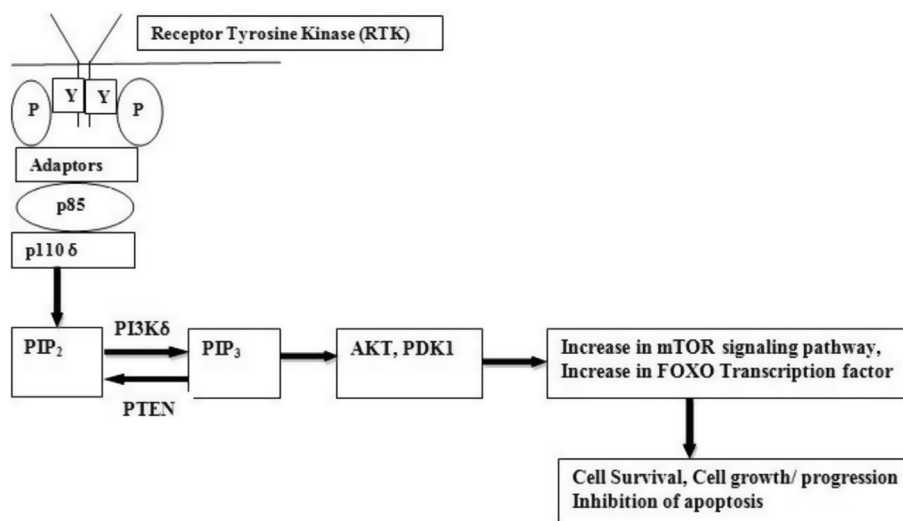 Receptor Tyrosine Kinase (RTK)
Y Y
P P
Adaptors
p85
p110 δ
PI3Kδ
PIP₂
PIP₃
AKT, PDK1
Increase in mTOR signaling pathway,
Increase in FOXO Transcription factor
PTEN
Cell Survival, Cell growth/ progression
Inhibition of apoptosis